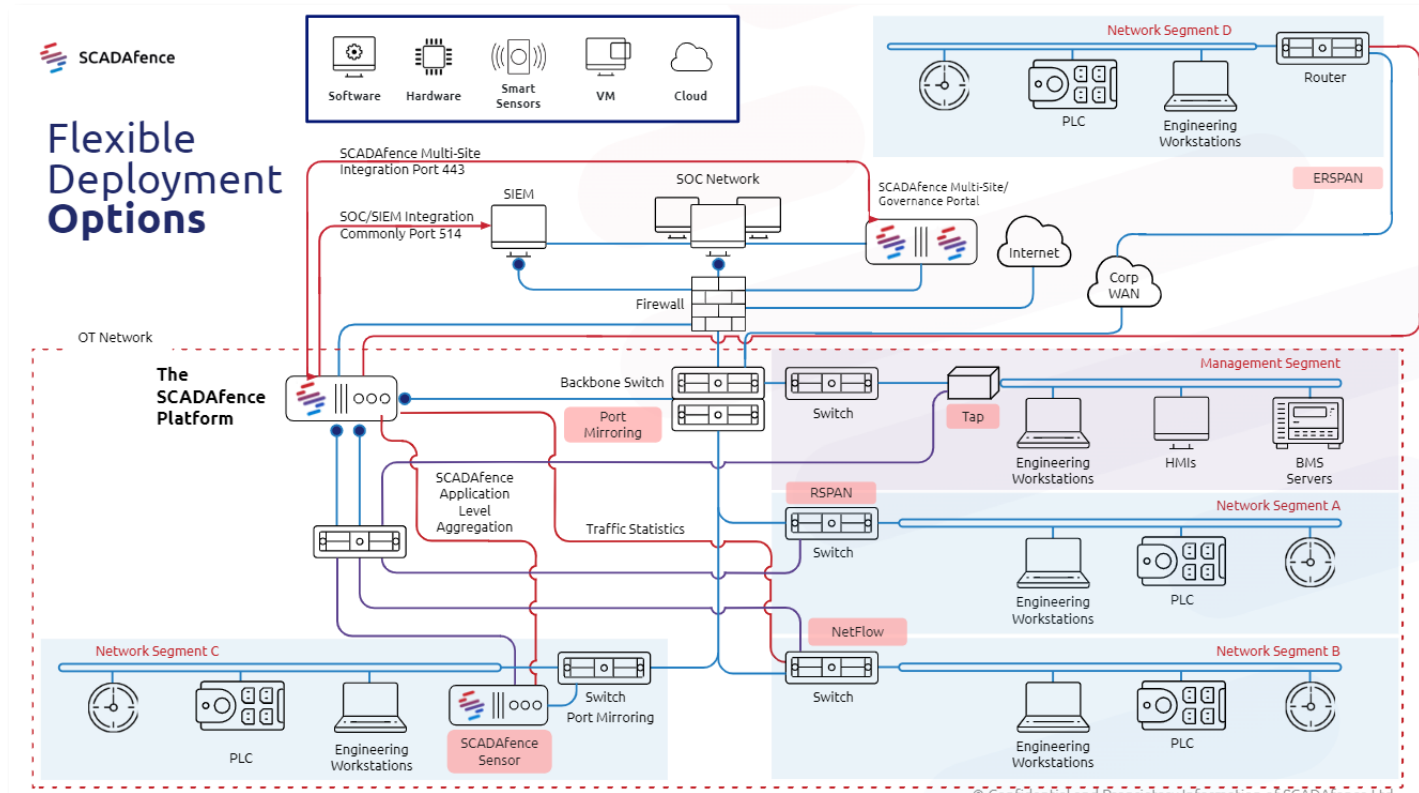 SCADAfence
Flexible
Deployment
Options
Software
Hardware
Smart
Sensors
VM
Cloud
Network Segment D
Router
PLC
Engineering
Workstations
ERSPAN
SCADAfence Multi-Site
Integration Port 443
SIEM
SOC Network
SCADAfence Multi-Site/
Governance Portal
SOC/SIEM Integration
Commonly Port 514
Internet
Corp
WAN
Firewall
OT Network
The
SCADAfence
Platform
Backbone Switch
Port
Mirroring
Switch
Tap
Management Segment
Engineering
Workstations
HMIs
BMS
Servers
SCADAfence
Application
Level
Aggregation
Traffic Statistics
RSPAN
Switch
Network Segment A
Engineering
Workstations
PLC
NetFlow
Switch
Network Segment B
Engineering
Workstations
PLC
Network Segment C
PLC
Engineering
Workstations
Switch
Port Mirroring
SCADAfence
Sensor